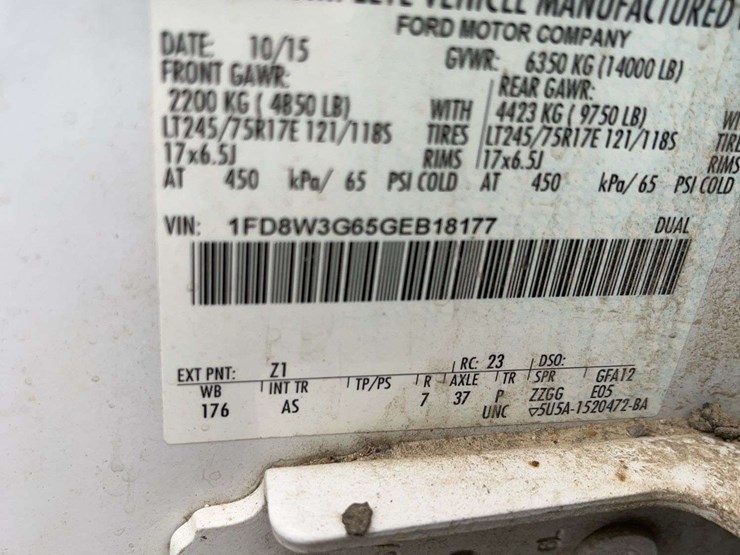 VEHICLE MANUFACTURED
FORD MOTOR COMPANY
DATE: 10/15 GVWR: 6350 KG (14000 LB)
FRONT GAWR: REAR GAWR:
2200 KG ( 4850 LB) WITH 4423 KG ( 9750 LB)
LT245/75R17E 121/118S TIRES LT245/75R17E 121/118S TIRE
17x6.5J RIMS 17x6.5J RIMS
AT 450 kPa/ 65 PSI COLD AT 450 kPa/ 65 PSI COLD
VIN: 1FD8W3G65GEB18177 DUAL
EXT PNT: Z1 RC: 23 DSO:
WB INT TR TP/PS R AXLE TR SPR GFA12
176 AS 7 37 P ZZGG E05
UNC ▽5U5A-1520472-BA